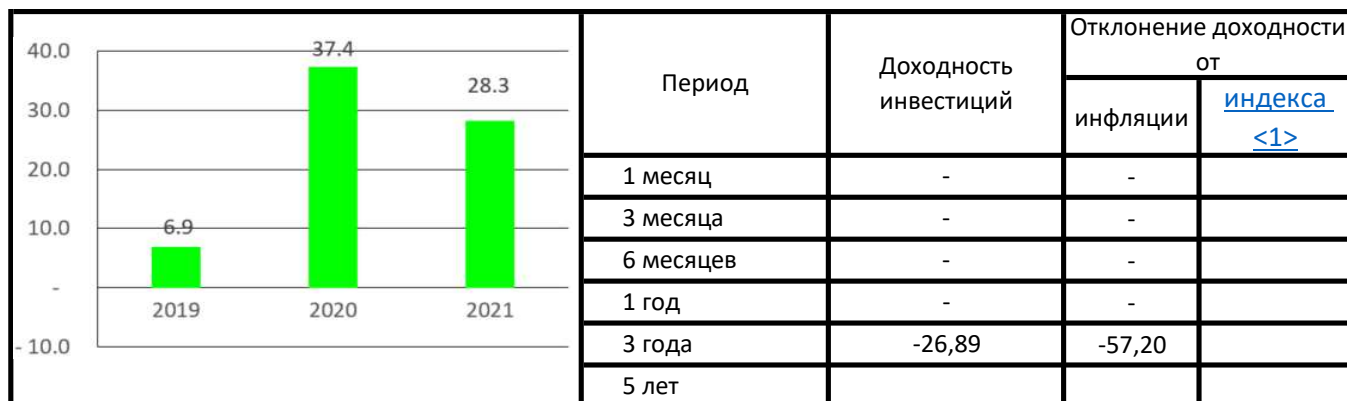 40.0
30.0
20.0
10.0
-
- 10.0
6.9
37.4
28.3
2019 2020 2021
Период
Доходность
инвестиций
Отклонение доходности
от
инфляции
индекса
<1>
1 месяц - -
3 месяца - -
6 месяцев - -
1 год - -
3 года -26,89 -57,20
5 лет